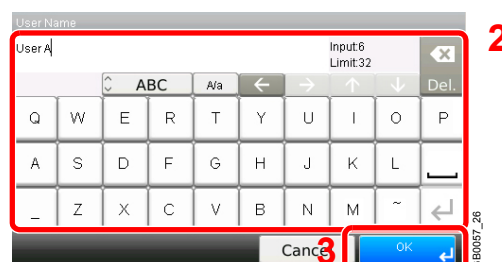 User Name
User A
Input:6
Limit:32
2
ABC A/a ← → ↑ ↓ Del.
Q W E R T Y U I O P
A S D F G H J K L
_ Z X C V B N M ~
Cance
3
OK
B0057_26